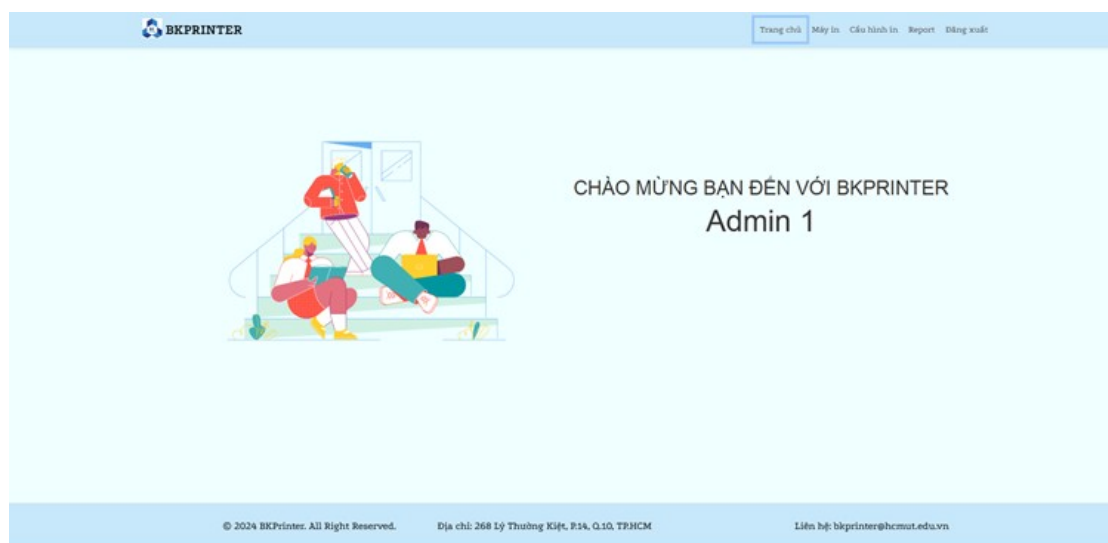 BKPRINTER
Trang chủ Máy in Cấu hình in Report Đăng xuất
CHÀO MỪNG BẠN ĐẾN VỚI BKPRINTER
Admin 1
© 2024 BKPrinter. All Right Reserved. Địa chỉ: 268 Lý Thường Kiệt, P.14, Q.10, TP.HCM Liên hệ: bkprinter@hcmut.edu.vn